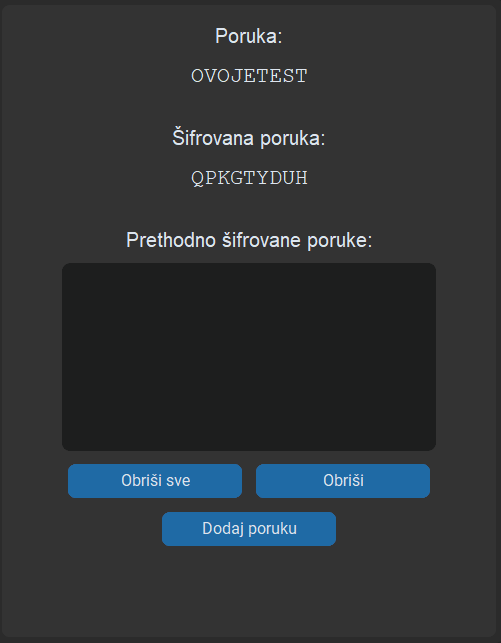 Poruka:
OVOJETEST
Šifrovana poruka:
QPKGTYDUH
Prethodno šifrovane poruke:
Obriši sve
Obriši
Dodaj poruku